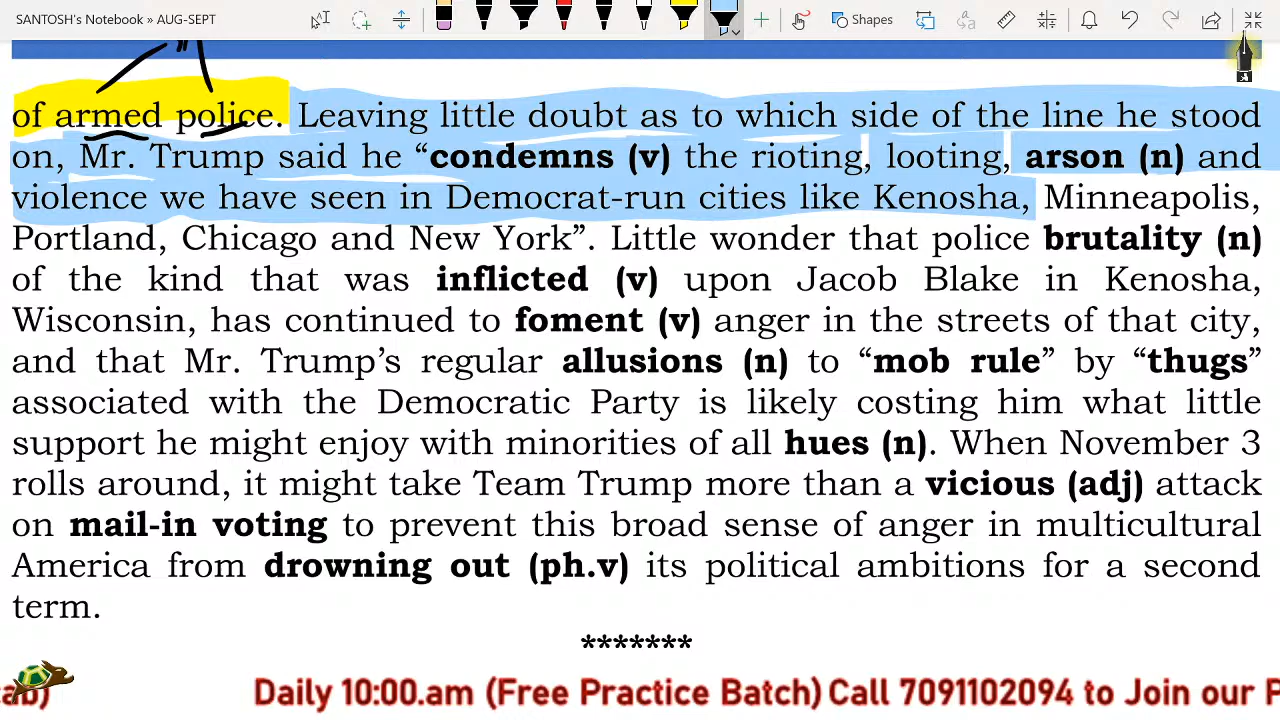 SANTOSH's Notebook » AUG-SEPT
Shapes
of armed police. Leaving little doubt as to which side of the line he stood
on, Mr. Trump said he “condemns (v) the rioting, looting, arson (n) and
violence we have seen in Democrat-run cities like Kenosha, Minneapolis,
Portland, Chicago and New York”. Little wonder that police brutality (n)
of the kind that was inflicted (v) upon Jacob Blake in Kenosha,
Wisconsin, has continued to foment (v) anger in the streets of that city,
and that Mr. Trump’s regular allusions (n) to “mob rule” by “thugs”
associated with the Democratic Party is likely costing him what little
support he might enjoy with minorities of all hues (n). When November 3
rolls around, it might take Team Trump more than a vicious (adj) attack
on mail-in voting to prevent this broad sense of anger in multicultural
America from drowning out (ph.v) its political ambitions for a second
term.
*******
Daily 10:00.am (Free Practice Batch) Call 7091102094 to Join our P